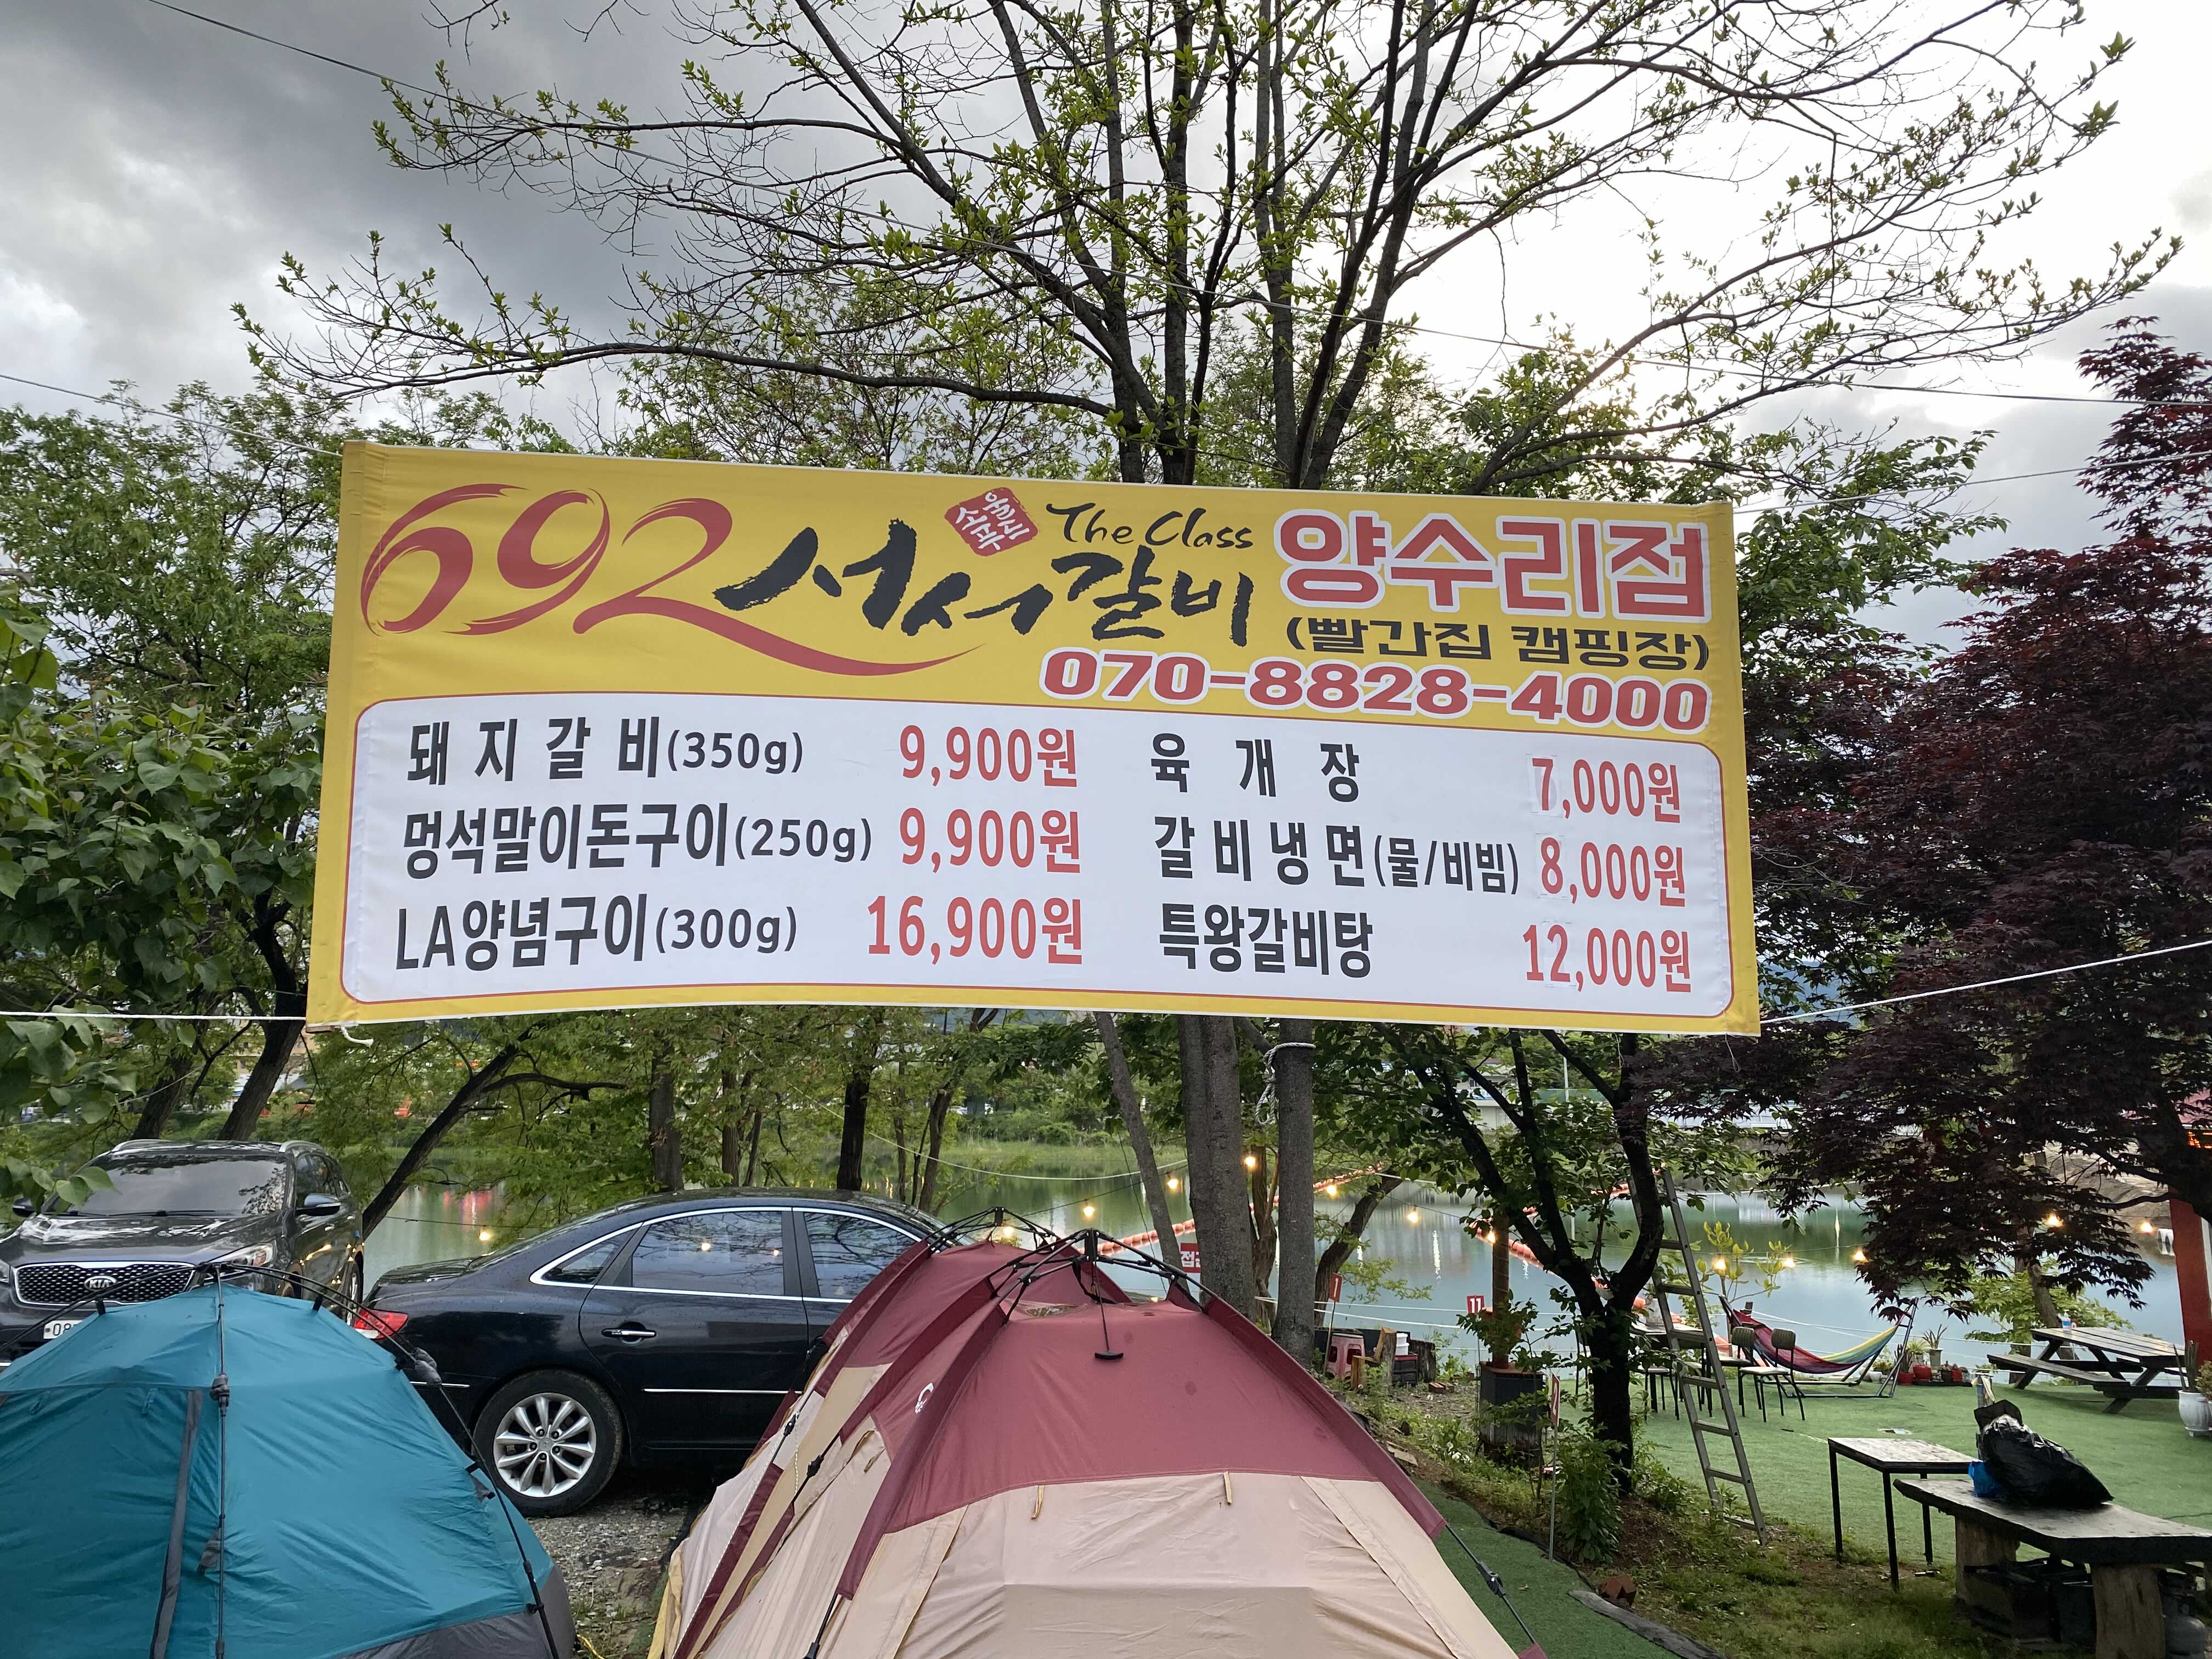 692 서서갈비 The Class 양수리점
(빨간집 캠핑장)
070-8828-4000
돼지갈비(350g) 9,900원 육개장 7,000원
멍석말이돈구이(250g) 9,900원 갈비냉면(물/비빔) 8,000원
LA양념구이(300g) 16,900원 특왕갈비탕 12,000원
KIA
11